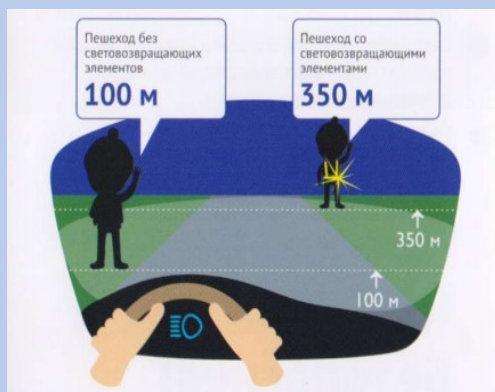 Пешеход без
световозвращающих
элементов
100 м
Пешеход со
световозвращающими
элементами
350 м
350 м
100 м